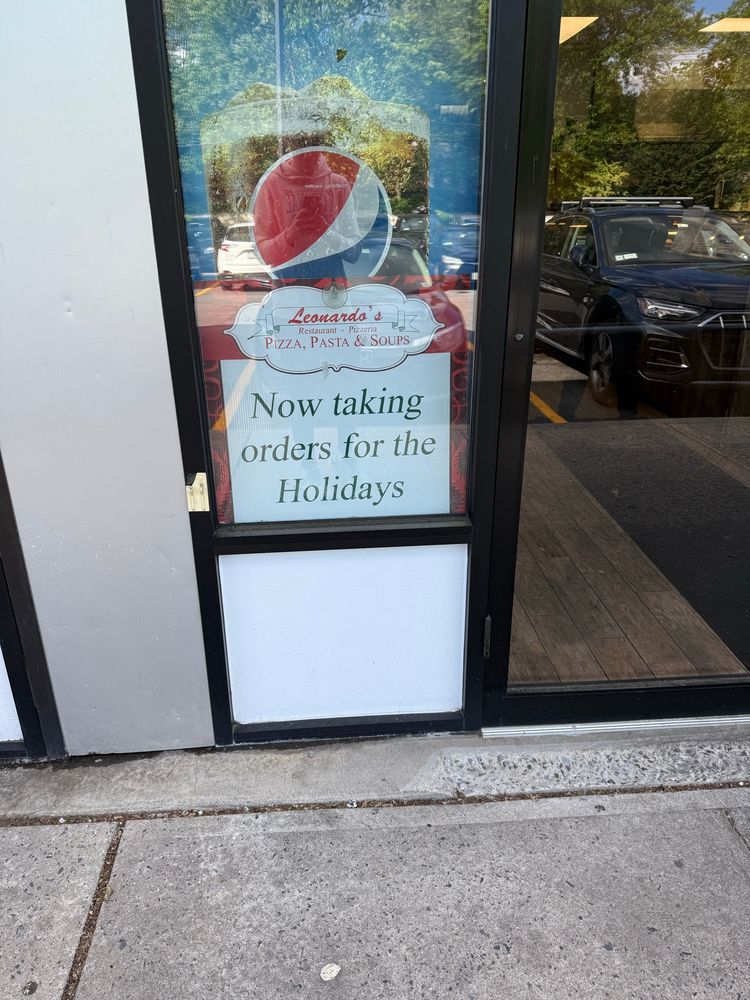 Leonardo's
Restaurant - Pizzeria
PIZZA, PASTA & SOUPS
Now taking
orders for the
Holidays